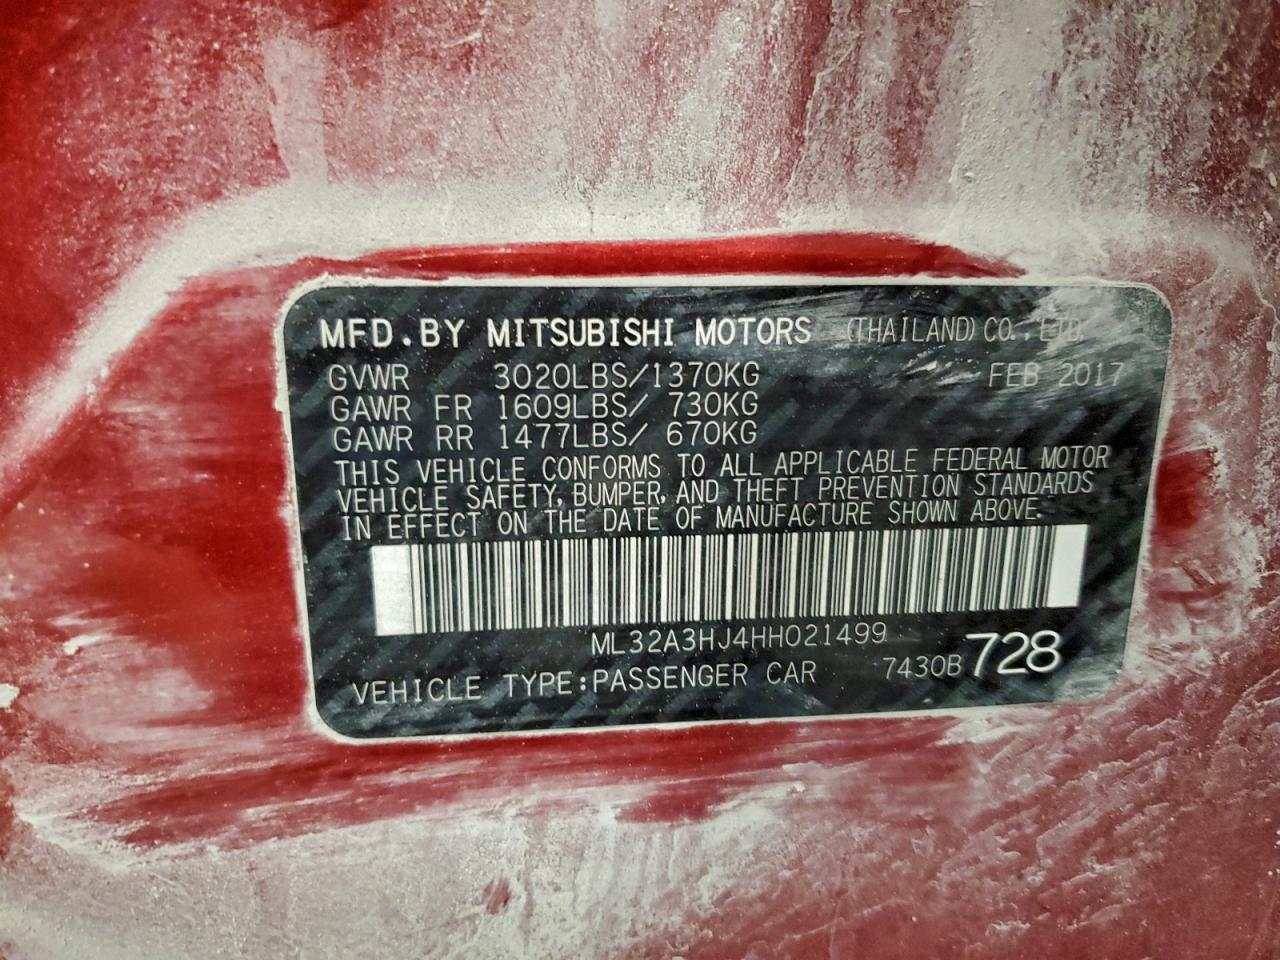 MFD.BY MITSUBISHI MOTORS (THAILAND) CO.,LTD.
GVWR 3020LBS/1370KG FEB 2017
GAWR FR 1609LBS/ 730KG
GAWR RR 1477LBS/ 670KG
THIS VEHICLE CONFORMS TO ALL APPLICABLE FEDERAL MOTOR
VEHICLE SAFETY, BUMPER, AND THEFT PREVENTION STANDARDS
IN EFFECT ON THE DATE OF MANUFACTURE SHOWN ABOVE.
ML32A3HJ4HH021499
VEHICLE TYPE:PASSENGER CAR 7430B 728